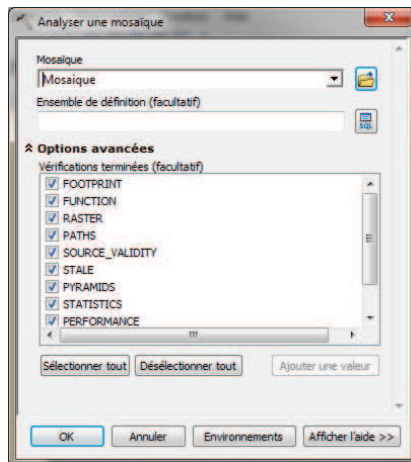 Analyser une mosaïque
Mosaïque
Mosaique
Ensemble de définition (facultatif)
SQL
Options avancées
Vérifications terminées (facultatif)
FOOTPRINT
FUNCTION
RASTER
PATHS
SOURCE_VALIDITY
STALE
PYRAMIDS
STATISTICS
PERFORMANCE
Sélectionner tout Désélectionner tout Ajouter une valeur
OK Annuler Environnements Afficher l'aide >>